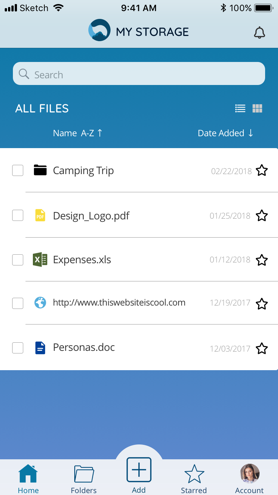 Sketch 9:41 AM 100%
MY STORAGE
Search
ALL FILES
Name A-Z ↑ Date Added ↓
Camping Trip 02/22/2018
Design_Logo.pdf 01/25/2018
Expenses.xls 01/12/2018
http://www.thiswebsiteiscool.com 12/19/2017
Personas.doc 12/03/2017
Home Folders Add Starred Account